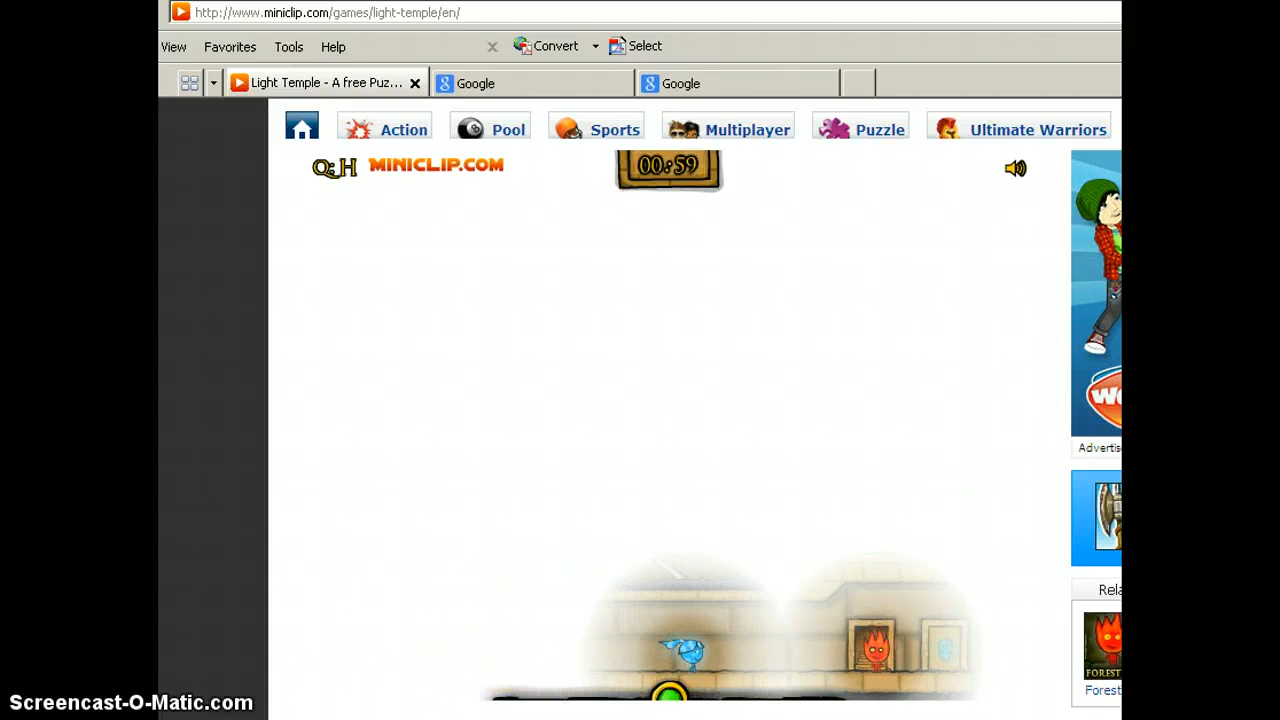 http://www.miniclip.com/games/light-temple/en/
View Favorites Tools Help Convert Select
Light Temple - A free Puz... Google Google
Action Pool Sports Multiplayer Puzzle Ultimate Warriors
MINICLIP.COM 00:59
Advertis
Rela
FOREST
Forest
Screencast-O-Matic.com